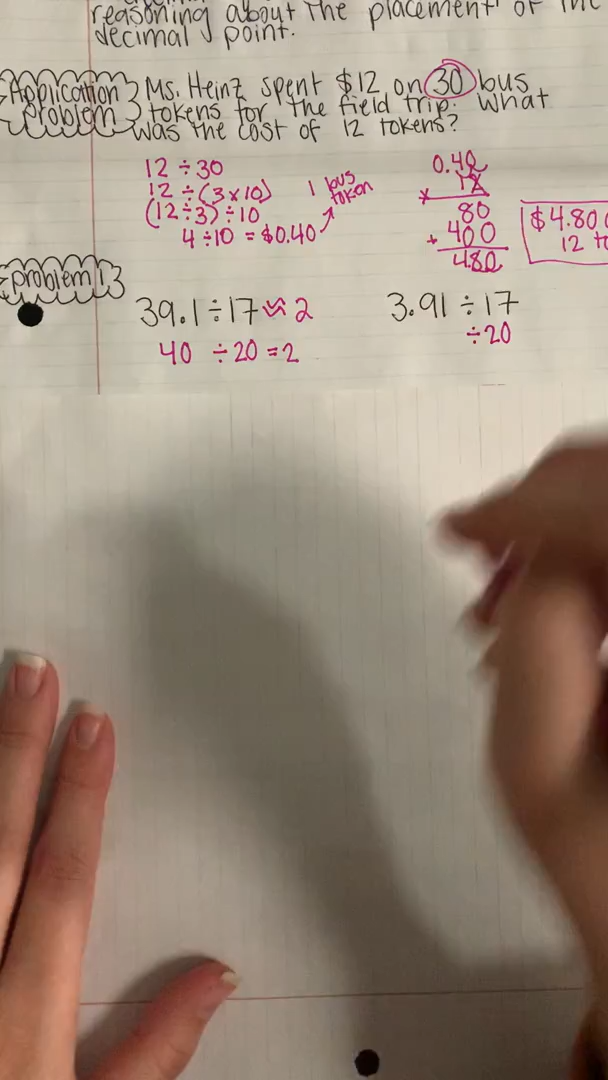 reasoning about the placement of the
decimal point.
Application problem
Ms. Heinz spent $12 on 30 bus
tokens for the field trip. What
was the cost of 12 tokens?
12 ÷ 30
12 ÷ (3 x 10)
(12 ÷ 3) ÷ 10
4 ÷ 10 = $0.40
1 bus
token
0.40
x 12
80
+ 400
480
$4.80
12 to
problem 1
39.1 ÷ 17 ≈ 2
40 ÷ 20 = 2
3.91 ÷ 17
÷ 20